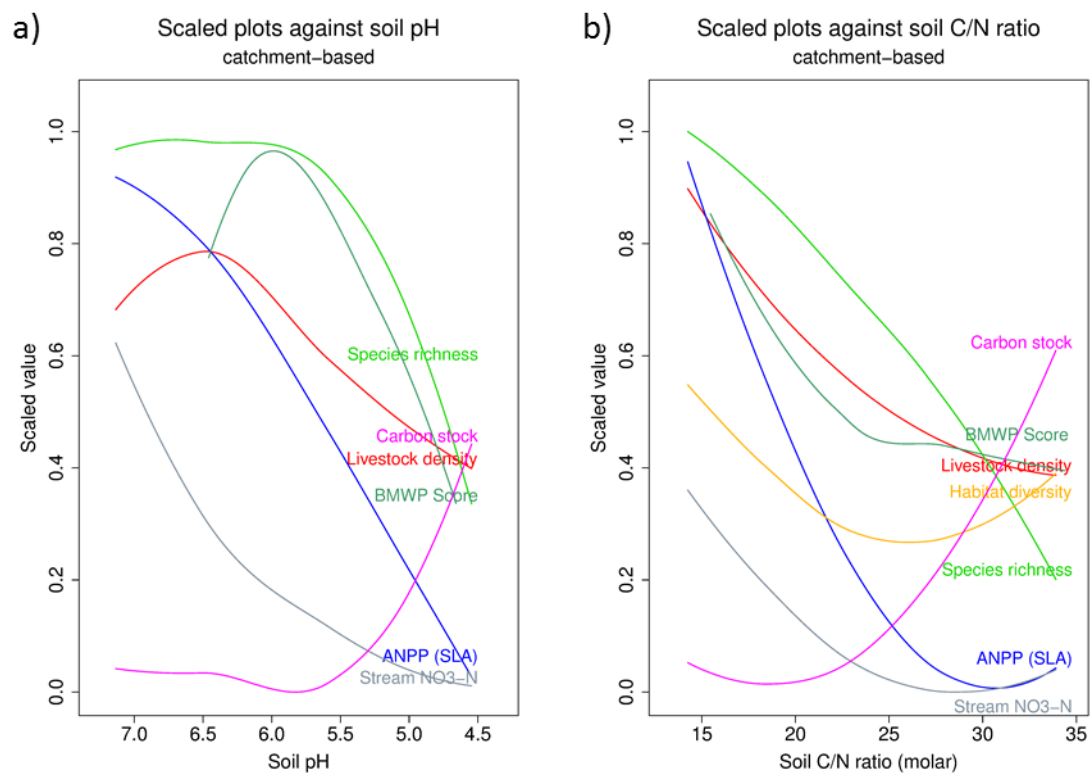 a)
Scaled plots against soil pH
catchment−based
Scaled value
1.0
0.8
0.6
0.4
0.2
0.0
Species richness
Carbon stock
Livestock density
BMWP Score
ANPP (SLA)
Stream NO3−N
7.0 6.5 6.0 5.5 5.0 4.5
Soil pH
b)
Scaled plots against soil C/N ratio
catchment−based
Scaled value
1.0
0.8
0.6
0.4
0.2
0.0
Carbon stock
BMWP Score
Livestock density
Habitat diversity
Species richness
ANPP (SLA)
Stream NO3−N
15 20 25 30 35
Soil C/N ratio (molar)